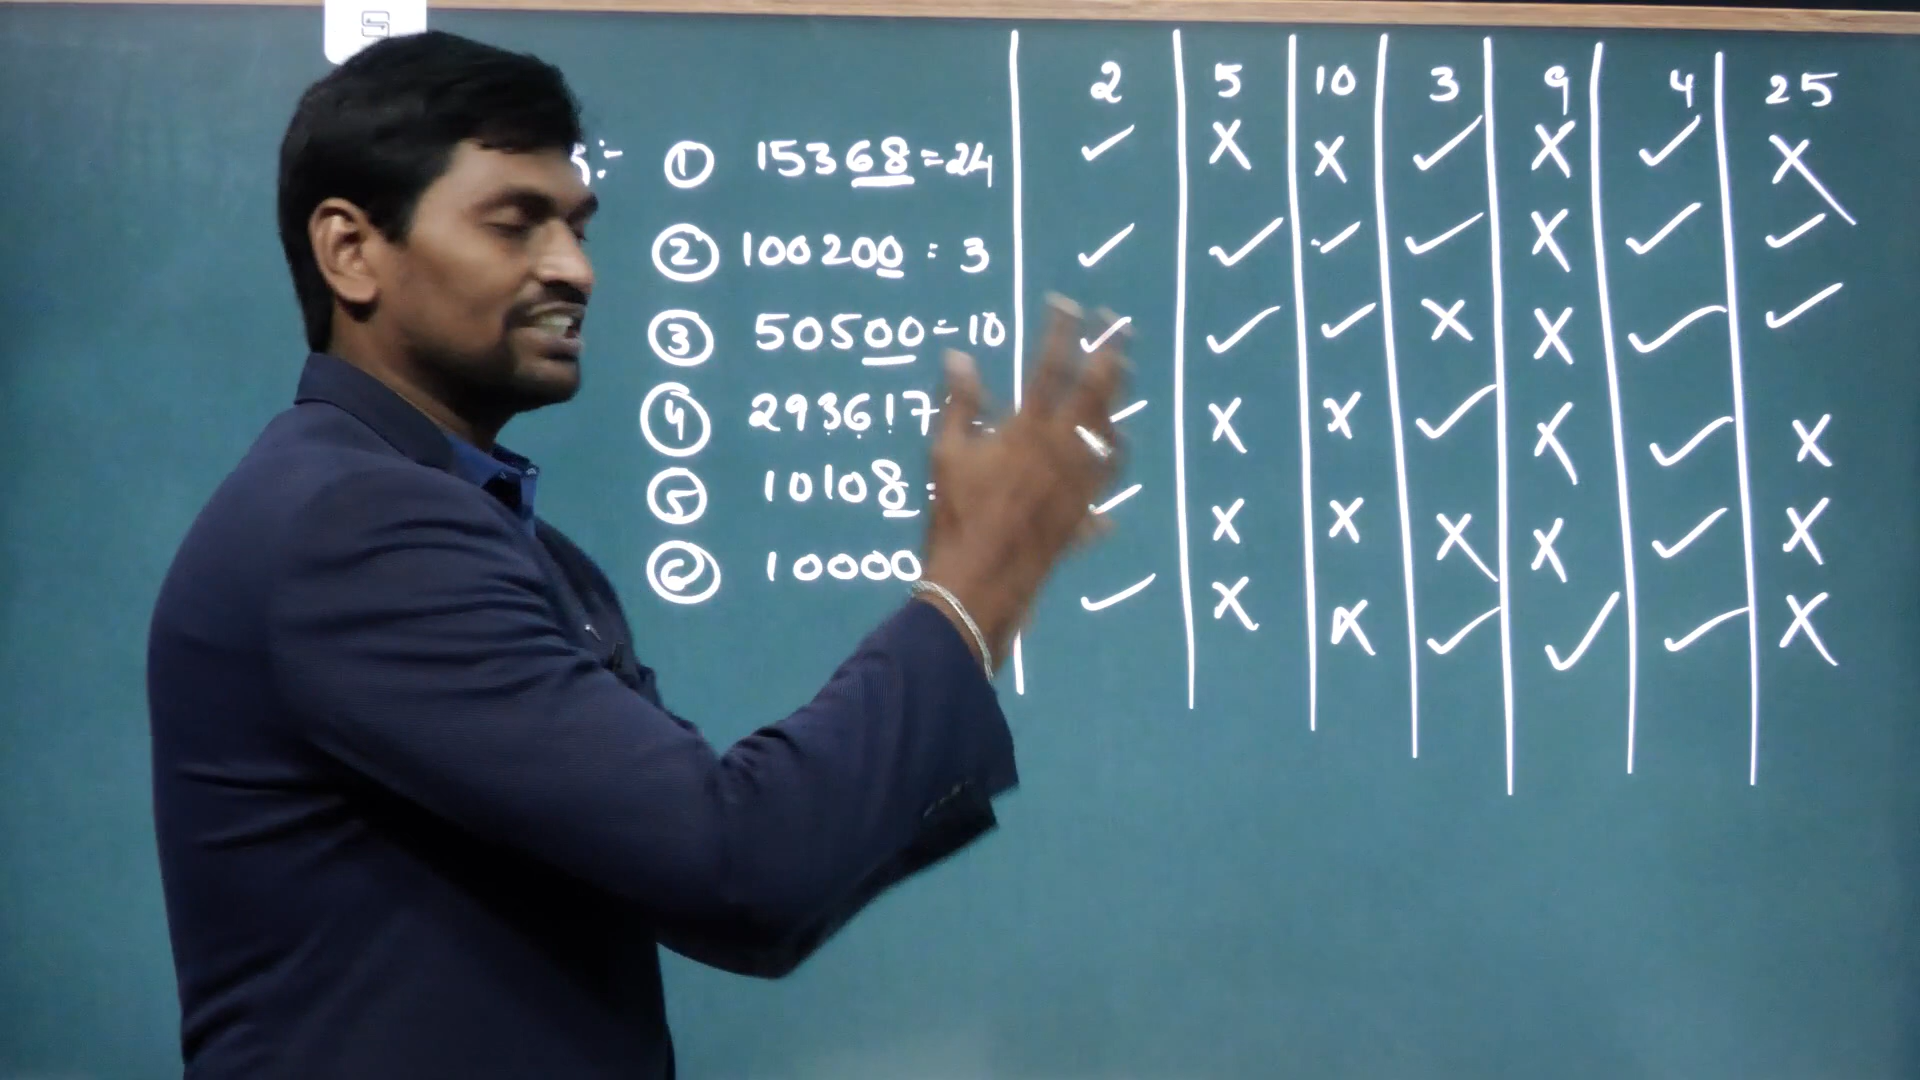 2 5 10 3 9 4 25
:- ① 15368 = 24 ✓ X X ✓ X ✓ X
② 100200 : 3 ✓ ✓ ✓ ✓ X ✓ ✓
③ 50500 = 10 ✓ ✓ ✓ X X ✓ ✓
④ 293617 ✓ X X ✓ X ✓ X
⑤ 10108 : ✓ X X X X ✓ X
⑥ 10000 ✓ X X ✓ ✓ ✓ X